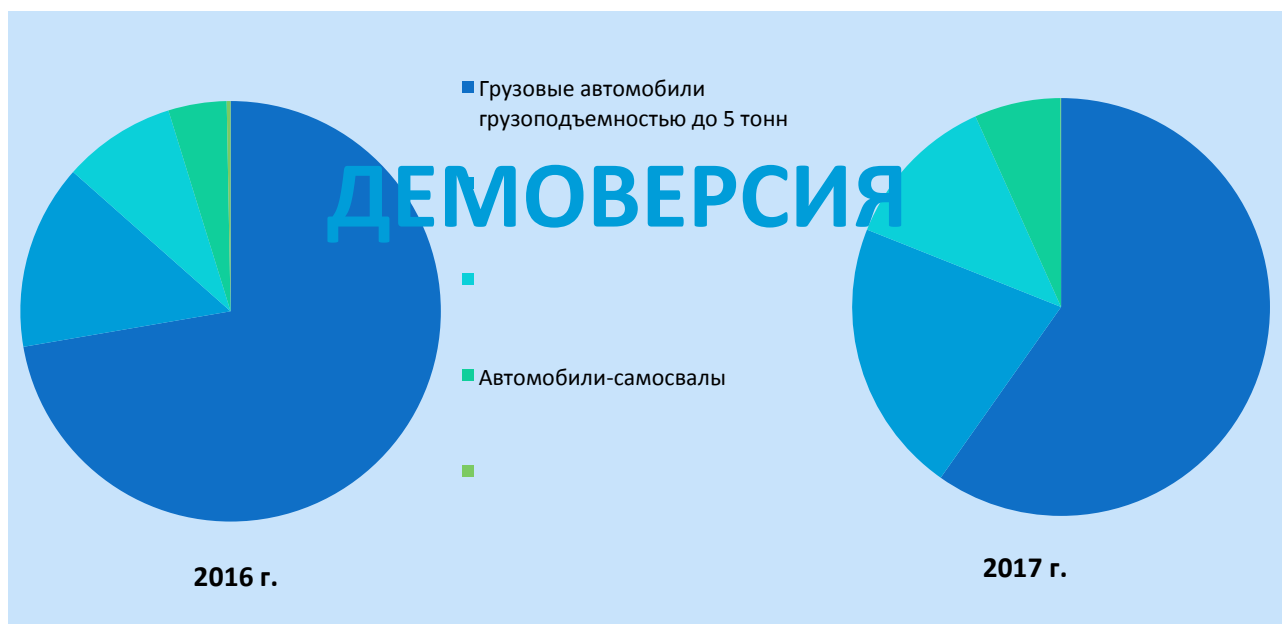 Грузовые автомобили
грузоподъемностью до 5 тонн
ДЕМОВЕРСИЯ
Автомобили-самосвалы
2016 г.
2017 г.